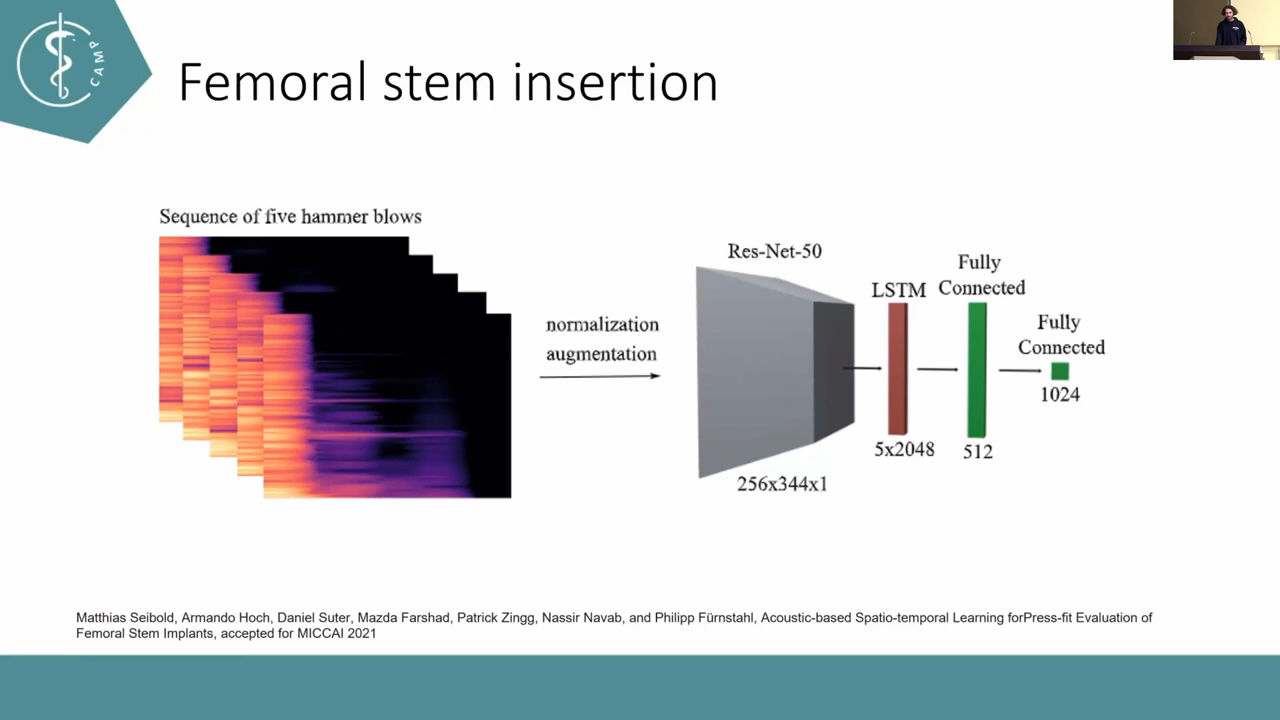 CAMP
Femoral stem insertion
Sequence of five hammer blows
normalization
augmentation
Res-Net-50
256x344x1
LSTM
5x2048
Fully
Connected
512
Fully
Connected
1024
Matthias Seibold, Armando Hoch, Daniel Suter, Mazda Farshad, Patrick Zingg, Nassir Navab, and Philipp Fürnstahl, Acoustic-based Spatio-temporal Learning forPress-fit Evaluation of
Femoral Stem Implants, accepted for MICCAI 2021